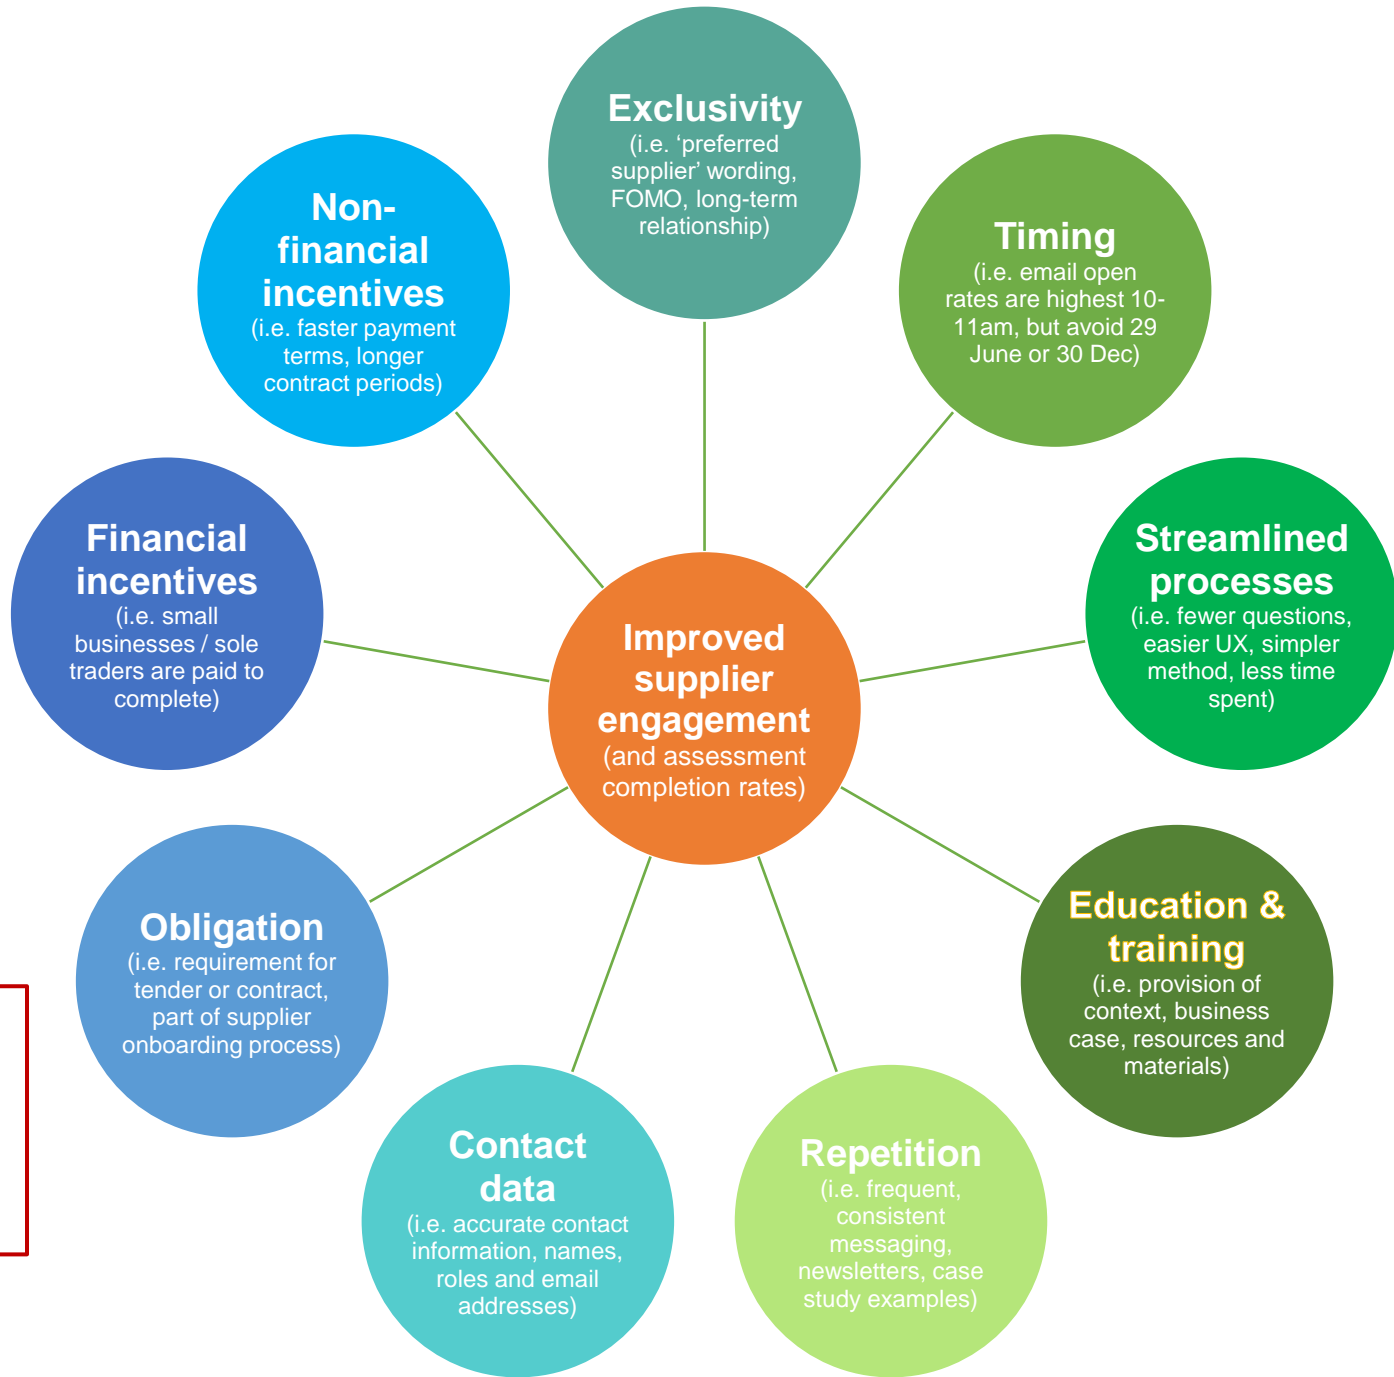 Exclusivity
(i.e. ‘preferred
supplier’ wording,
FOMO, long-term
relationship)
Timing
(i.e. email open
rates are highest 10-
11am, but avoid 29
June or 30 Dec)
Streamlined
processes
(i.e. fewer questions,
easier UX, simpler
method, less time
spent)
Education &
training
(i.e. provision of
context, business
case, resources and
materials)
Repetition
(i.e. frequent,
consistent
messaging,
newsletters, case
study examples)
Contact
data
(i.e. accurate contact
information, names,
roles and email
addresses)
Obligation
(i.e. requirement for
tender or contract,
part of supplier
onboarding process)
Financial
incentives
(i.e. small
businesses / sole
traders are paid to
complete)
Non-
financial
incentives
(i.e. faster payment
terms, longer
contract periods)
Improved
supplier
engagement
(and assessment
completion rates)